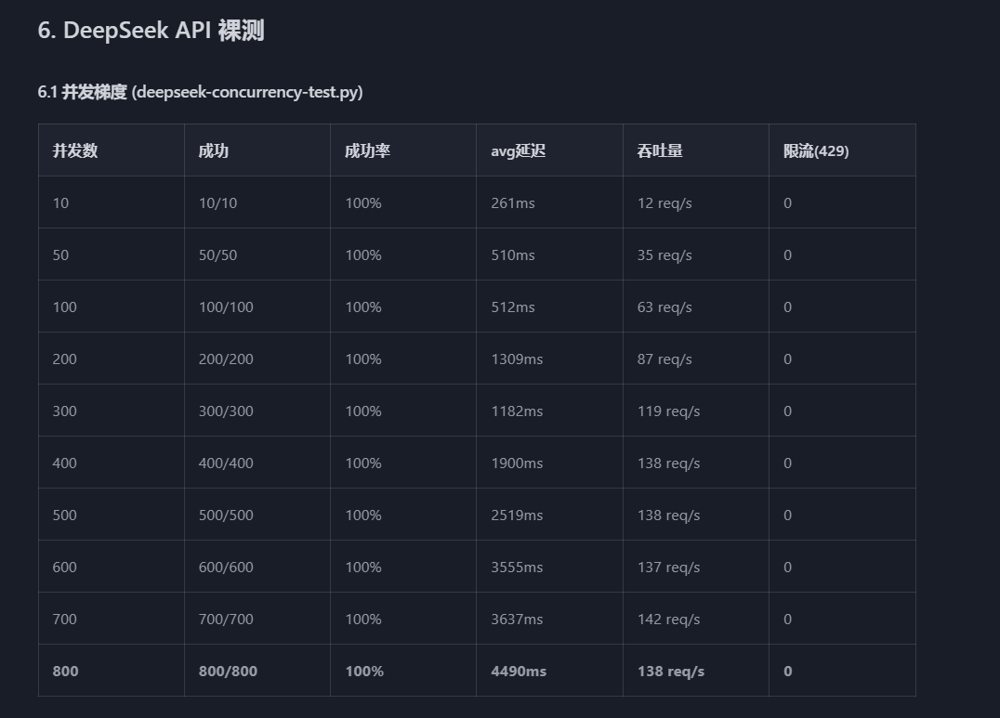 6. DeepSeek API 裸测
6.1 并发梯度 (deepseek-concurrency-test.py)
并发数 成功 成功率 avg延迟 吞吐量 限流(429)
10 10/10 100% 261ms 12 req/s 0
50 50/50 100% 510ms 35 req/s 0
100 100/100 100% 512ms 63 req/s 0
200 200/200 100% 1309ms 87 req/s 0
300 300/300 100% 1182ms 119 req/s 0
400 400/400 100% 1900ms 138 req/s 0
500 500/500 100% 2519ms 138 req/s 0
600 600/600 100% 3555ms 137 req/s 0
700 700/700 100% 3637ms 142 req/s 0
800 800/800 100% 4490ms 138 req/s 0